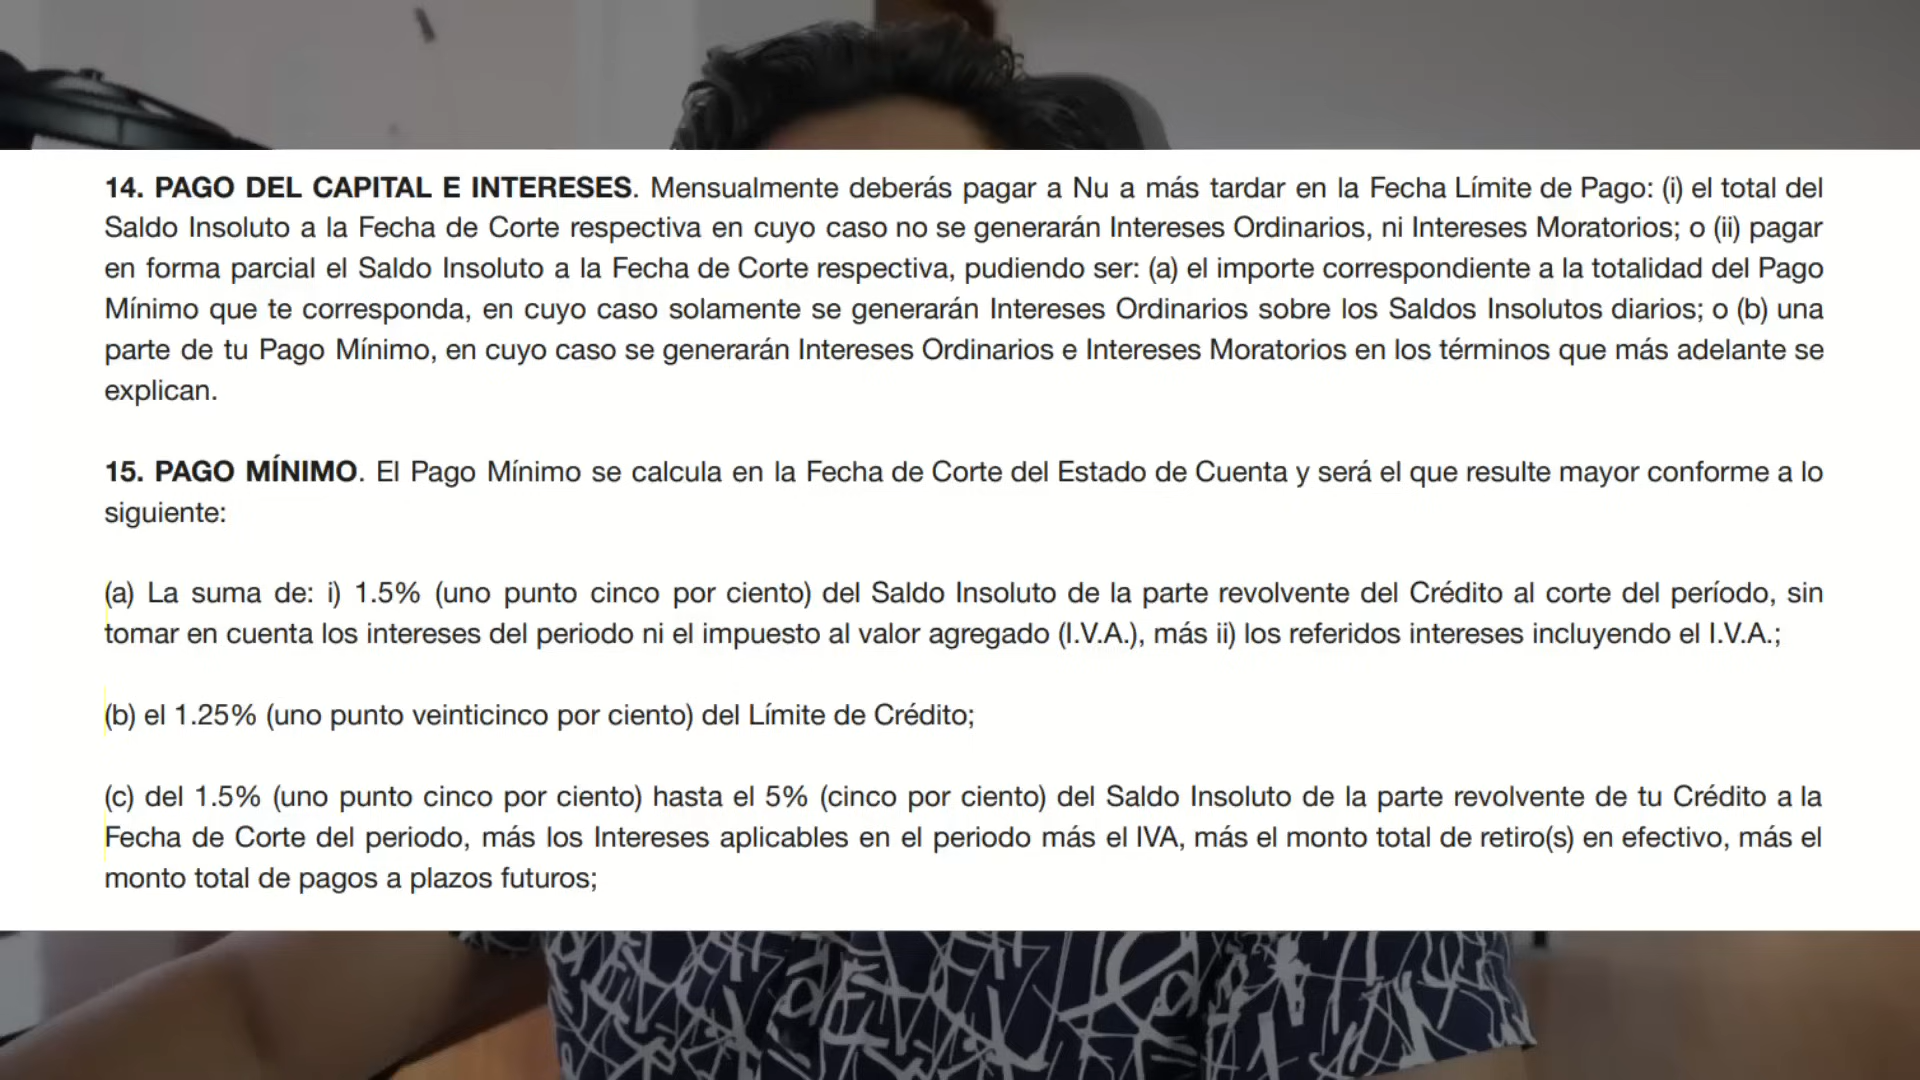 14. PAGO DEL CAPITAL E INTERESES. Mensualmente deberás pagar a Nu a más tardar en la Fecha Límite de Pago: (i) el total del
Saldo Insoluto a la Fecha de Corte respectiva en cuyo caso no se generarán Intereses Ordinarios, ni Intereses Moratorios; o (ii) pagar
en forma parcial el Saldo Insoluto a la Fecha de Corte respectiva, pudiendo ser: (a) el importe correspondiente a la totalidad del Pago
Mínimo que te corresponda, en cuyo caso solamente se generarán Intereses Ordinarios sobre los Saldos Insolutos diarios; o (b) una
parte de tu Pago Mínimo, en cuyo caso se generarán Intereses Ordinarios e Intereses Moratorios en los términos que más adelante se
explican.
15. PAGO MÍNIMO. El Pago Mínimo se calcula en la Fecha de Corte del Estado de Cuenta y será el que resulte mayor conforme a lo
siguiente:
(a) La suma de: i) 1.5% (uno punto cinco por ciento) del Saldo Insoluto de la parte revolvente del Crédito al corte del período, sin
tomar en cuenta los intereses del periodo ni el impuesto al valor agregado (I.V.A.), más ii) los referidos intereses incluyendo el I.V.A.;
(b) el 1.25% (uno punto veinticinco por ciento) del Límite de Crédito;
(c) del 1.5% (uno punto cinco por ciento) hasta el 5% (cinco por ciento) del Saldo Insoluto de la parte revolvente de tu Crédito a la
Fecha de Corte del periodo, más los Intereses aplicables en el periodo más el IVA, más el monto total de retiro(s) en efectivo, más el
monto total de pagos a plazos futuros;